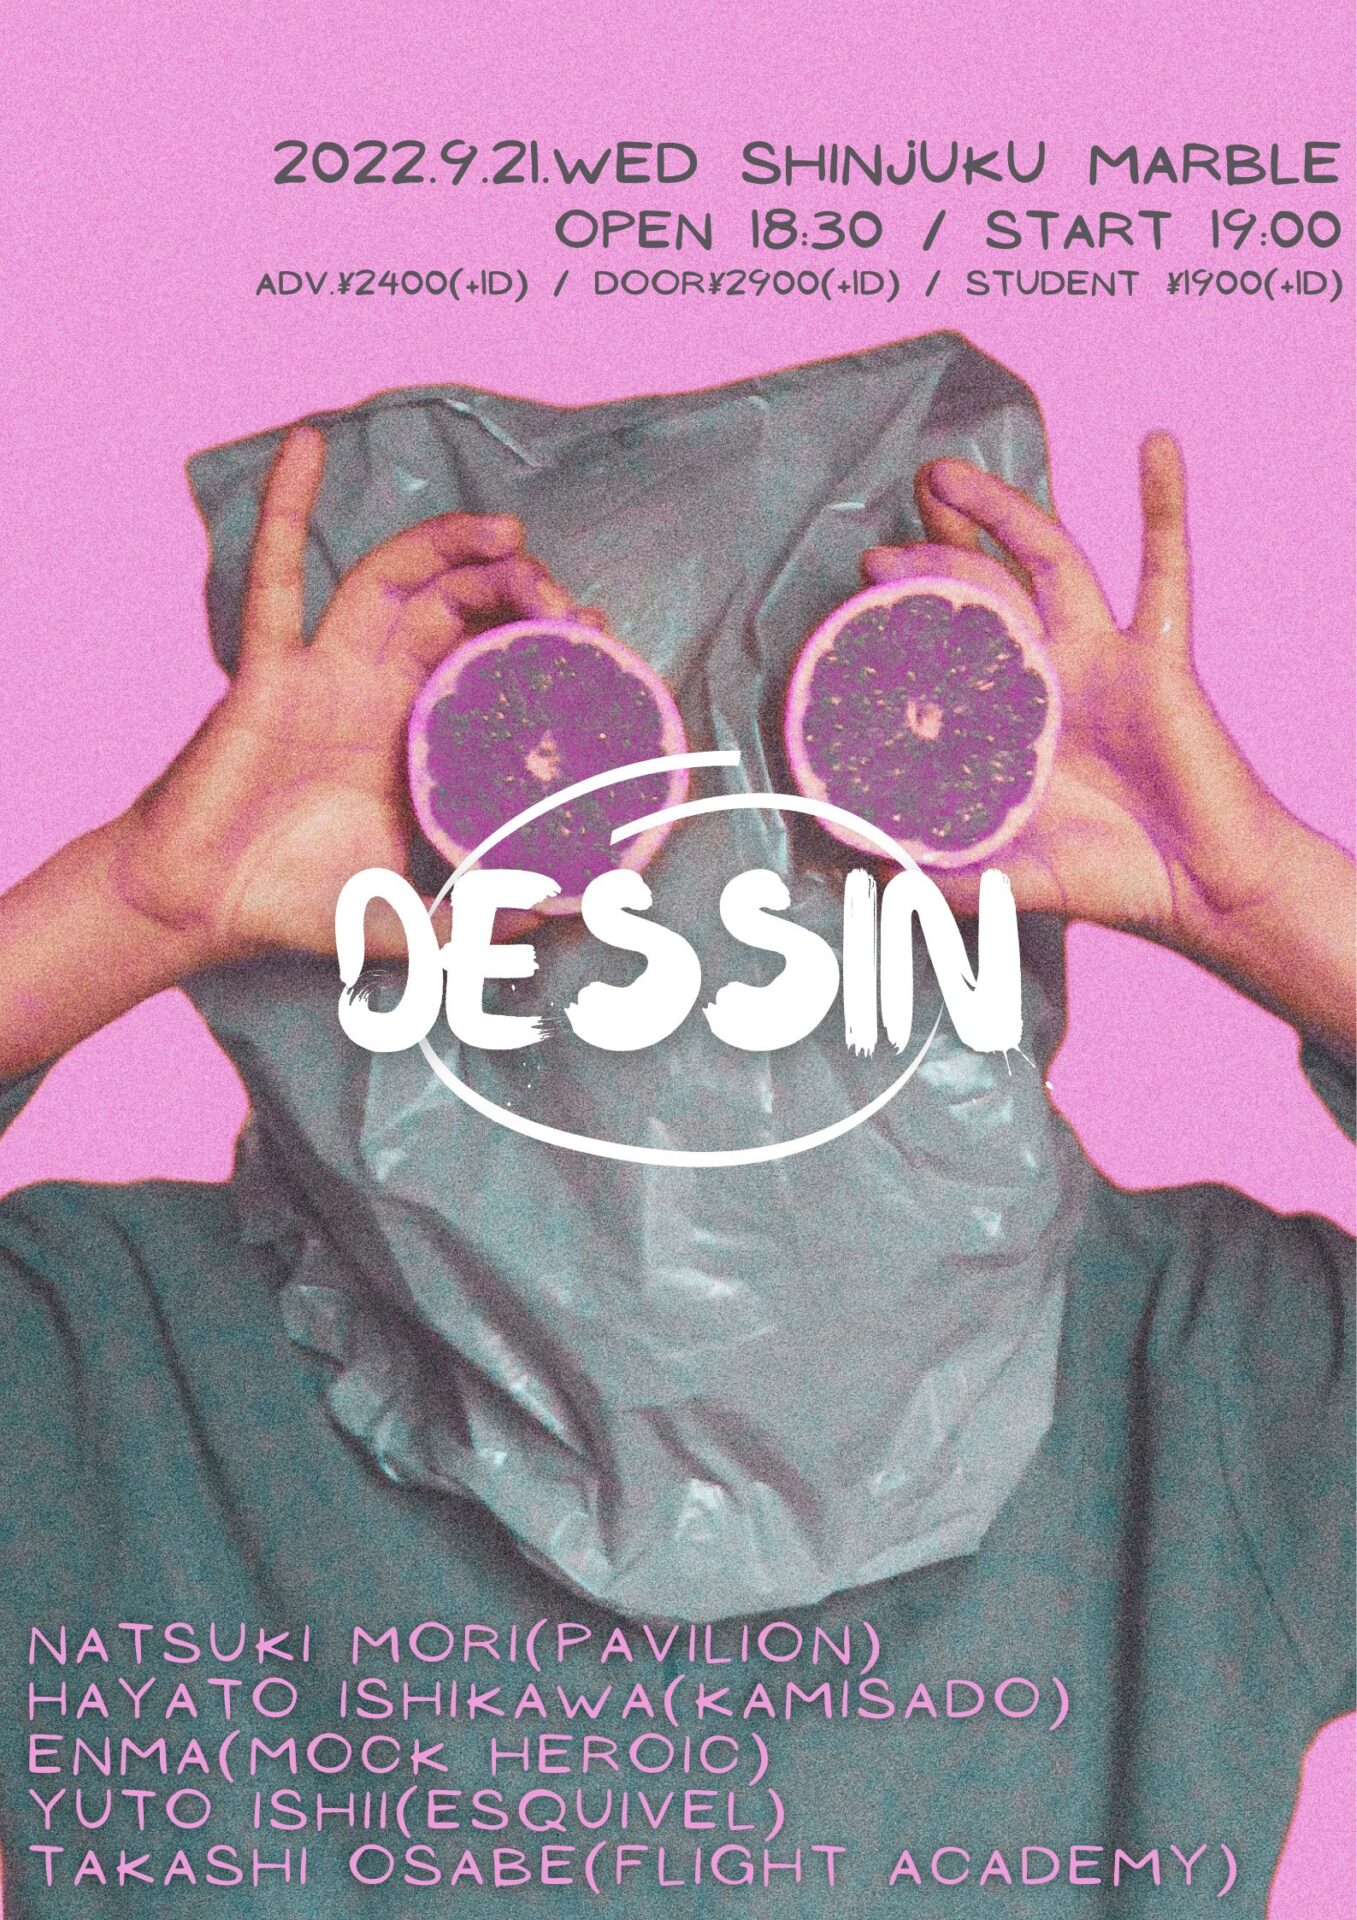 2022.9.21.WED SHINJUKU MARBLE
OPEN 18:30 / START 19:00
ADV.¥2400(+1D) / DOOR¥2900(+1D) / STUDENT ¥1900(+1D)
DESSIN
NATSUKI MORI(PAVILION)
HAYATO ISHIKAWA(KAMISADO)
ENMA(MOCK HEROIC)
YUTO ISHII(ESQUIVEL)
TAKASHI OSABE(FLIGHT ACADEMY)